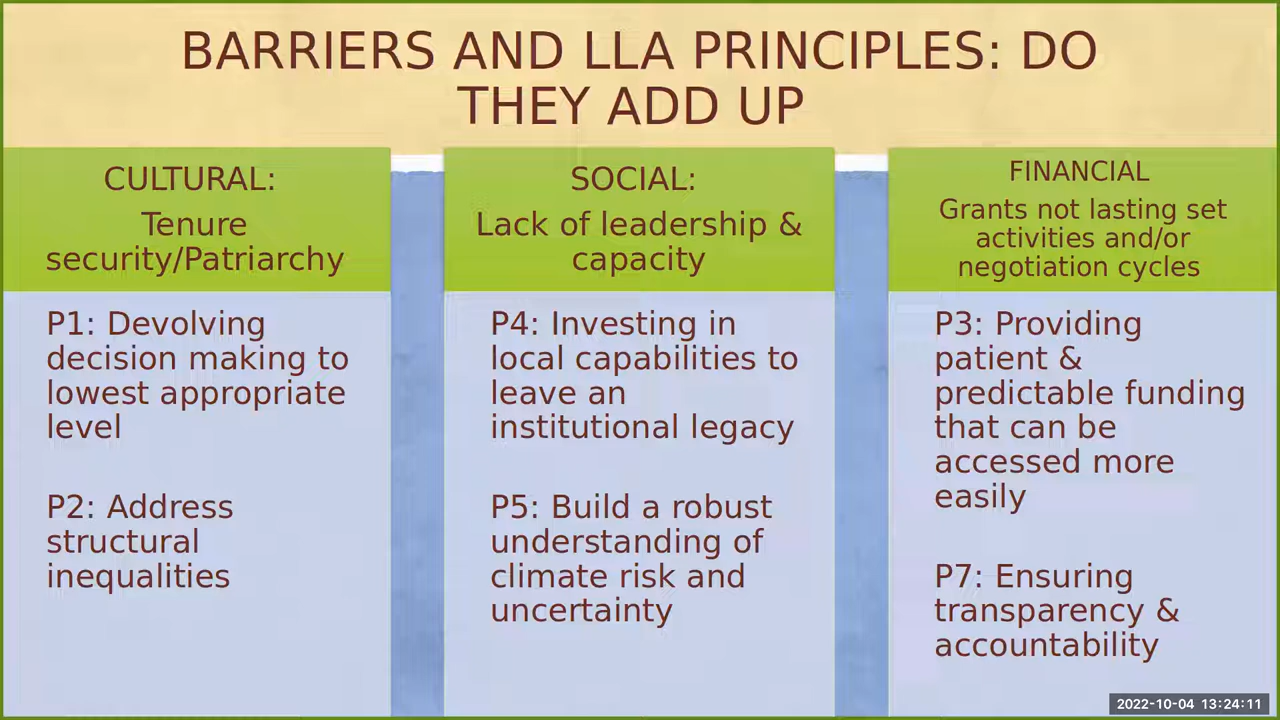 BARRIERS AND LLA PRINCIPLES: DO
THEY ADD UP
CULTURAL:
Tenure
security/Patriarchy
P1: Devolving
decision making to
lowest appropriate
level
P2: Address
structural
inequalities
SOCIAL:
Lack of leadership &
capacity
P4: Investing in
local capabilities to
leave an
institutional legacy
P5: Build a robust
understanding of
climate risk and
uncertainty
FINANCIAL
Grants not lasting set
activities and/or
negotiation cycles
P3: Providing
patient &
predictable funding
that can be
accessed more
easily
P7: Ensuring
transparency &
accountability
2022-10-04 13:24:11